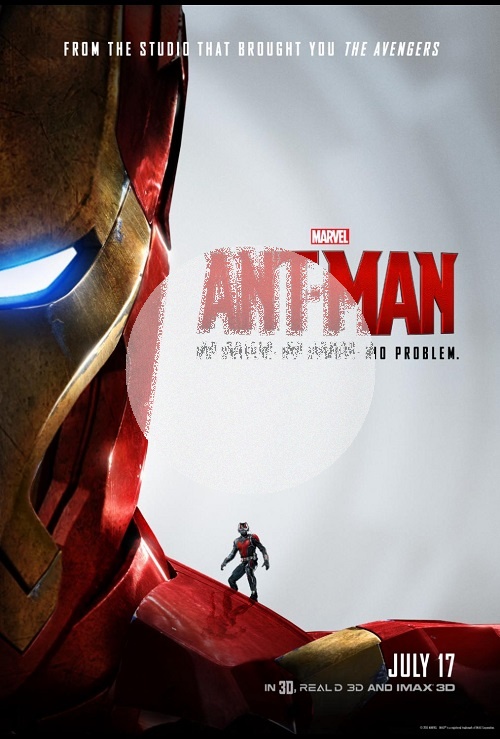 FROM THE STUDIO THAT BROUGHT YOU THE AVENGERS
MARVEL
ANT-MAN
PROBLEM.
JULY 17
IN 3D, REAL D 3D AND IMAX 3D